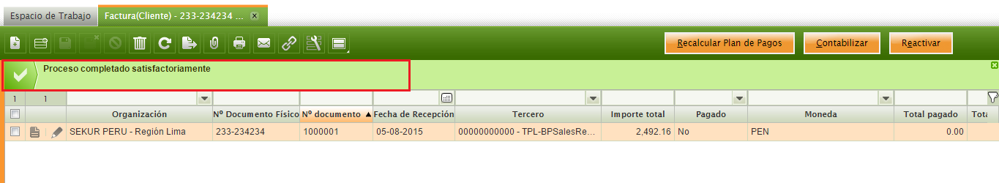 Espacio de Trabajo
Factura(Cliente) - 233-234234 ...
Recalcular Plan de Pagos
Contabilizar
Reactivar
Proceso completado satisfactoriamente
1 1
Organización Nº Documento Físico Nº documento Fecha de Recepción Tercero Importe total Pagado Moneda Total pagado Tota
SEKUR PERU - Región Lima 233-234234 1000001 05-08-2015 00000000000 - TPL-BPSalesRe... 2,492.16 No PEN 0.00